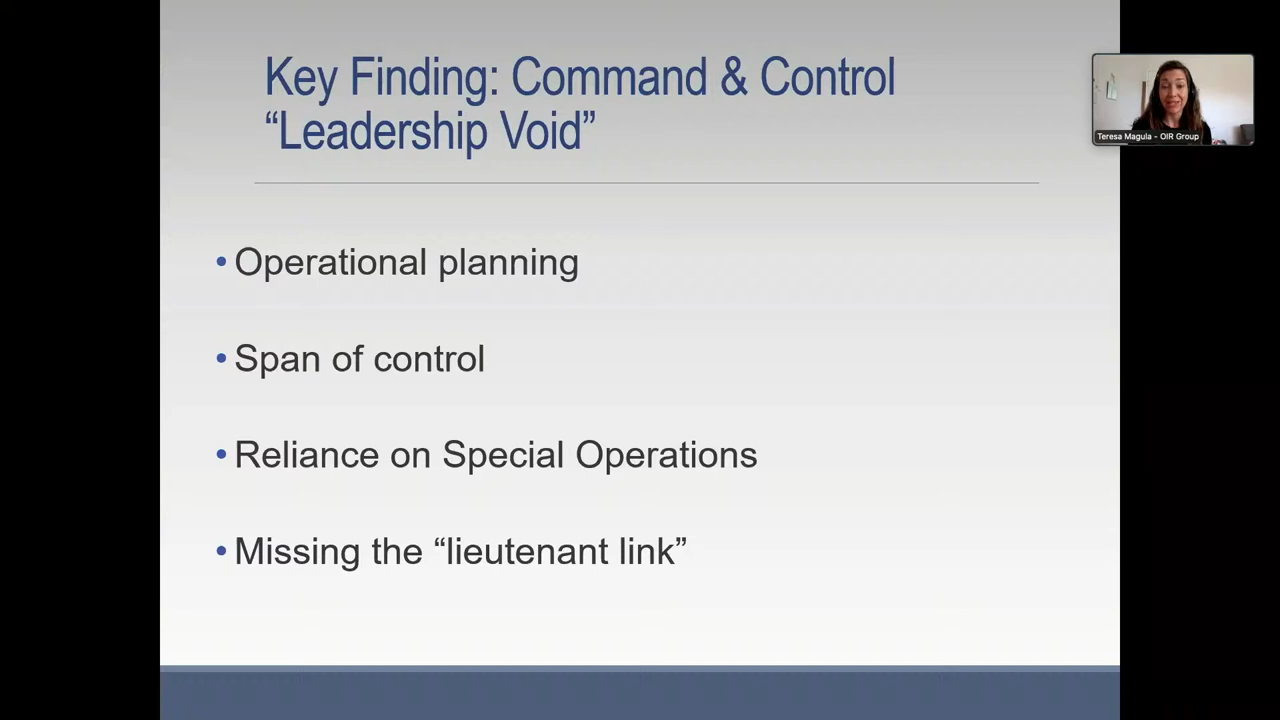 Key Finding: Command & Control
“Leadership Void”
Teresa Magula - OIR Group
• Operational planning
• Span of control
• Reliance on Special Operations
• Missing the “lieutenant link”